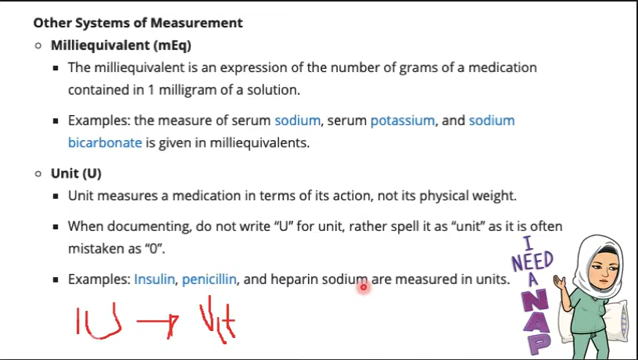 Other Systems of Measurement
Milliequivalent (mEq)
The milliequivalent is an expression of the number of grams of a medication
contained in 1 milligram of a solution.
Examples: the measure of serum sodium, serum potassium, and sodium
bicarbonate is given in milliequivalents.
Unit (U)
Unit measures a medication in terms of its action, not its physical weight.
When documenting, do not write “U” for unit, rather spell it as “unit” as it is often
mistaken as “0”.
Examples: Insulin, penicillin, and heparin sodium are measured in units.
IU →
I
NEED
A
NAP